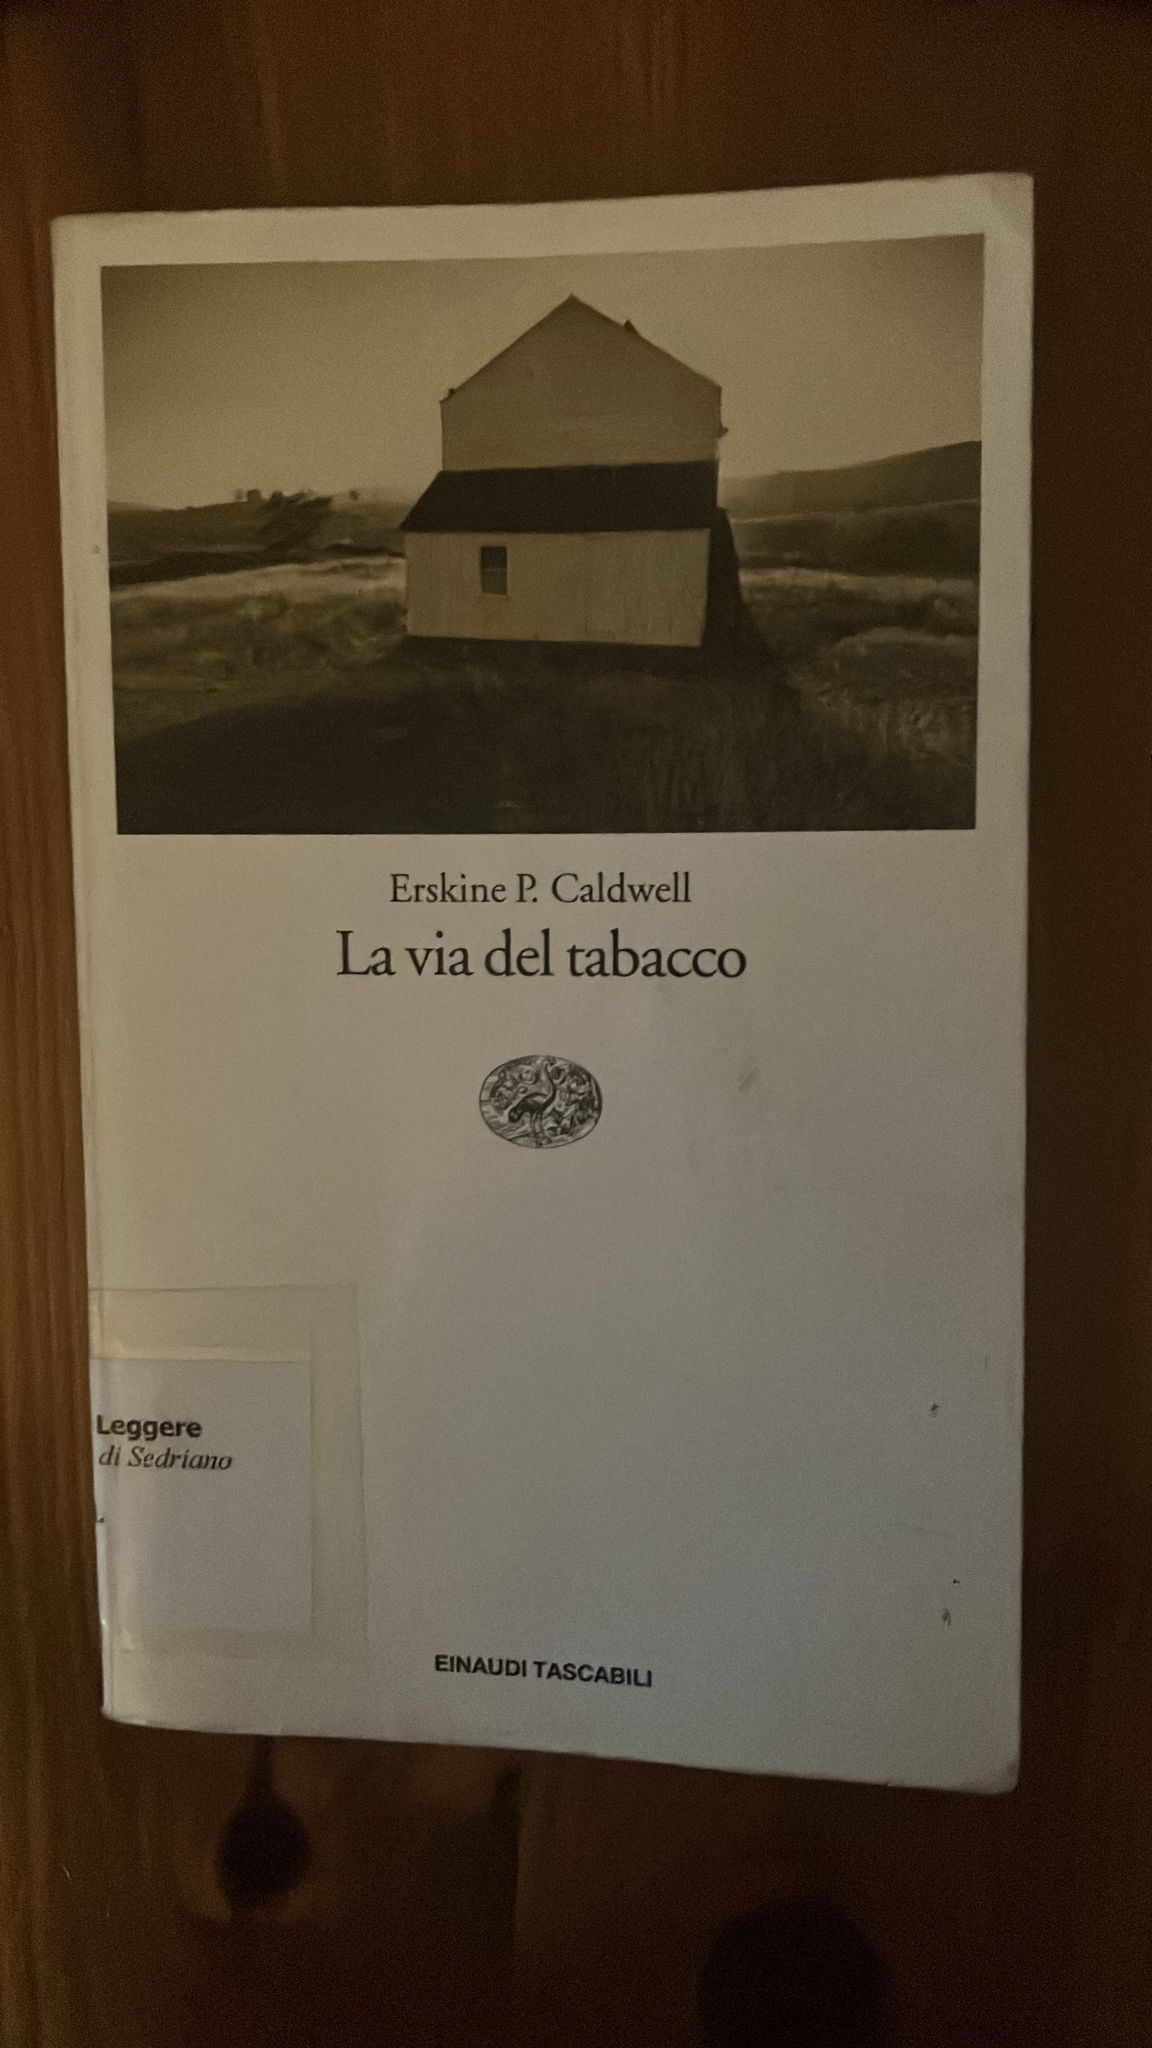 Erskine P. Caldwell
La via del tabacco
Leggere
di Sedriano
EINAUDI TASCABILI